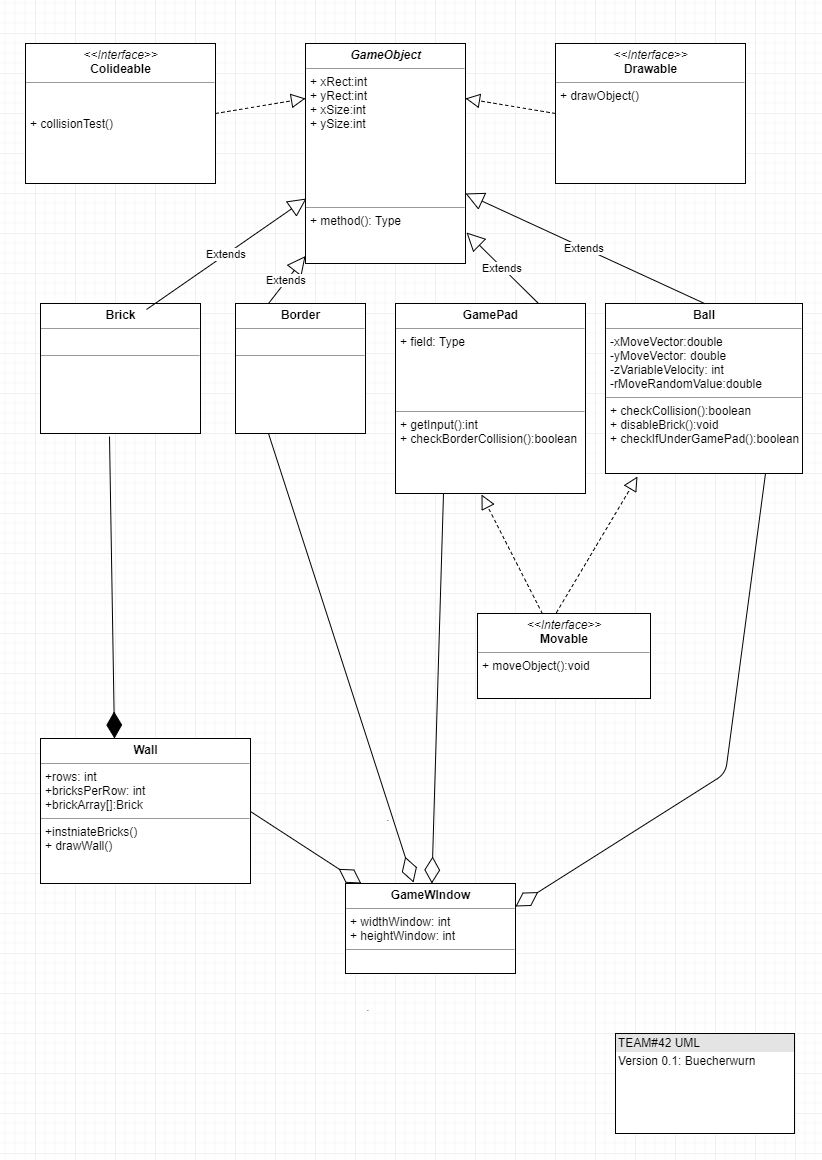 <<Interface>>
Colideable
+ collisionTest()
GameObject
+ xRect:int
+ yRect:int
+ xSize:int
+ ySize:int
+ method(): Type
<<Interface>>
Drawable
+ drawObject()
Extends
Extends
Extends
Extends
Brick
Border
GamePad
+ field: Type
+ getInput():int
+ checkBorderCollision():boolean
Ball
-xMoveVector:double
-yMoveVector: double
-zVariableVelocity: int
-rMoveRandomValue:double
+ checkCollision():boolean
+ disableBrick():void
+ checkIfUnderGamePad():boolean
<<Interface>>
Movable
+ moveObject():void
Wall
+rows: int
+bricksPerRow: int
+brickArray[]:Brick
+instniateBricks()
+ drawWall()
GameWIndow
+ widthWindow: int
+ heightWindow: int
TEAM#42 UML
Version 0.1: Buecherwurn